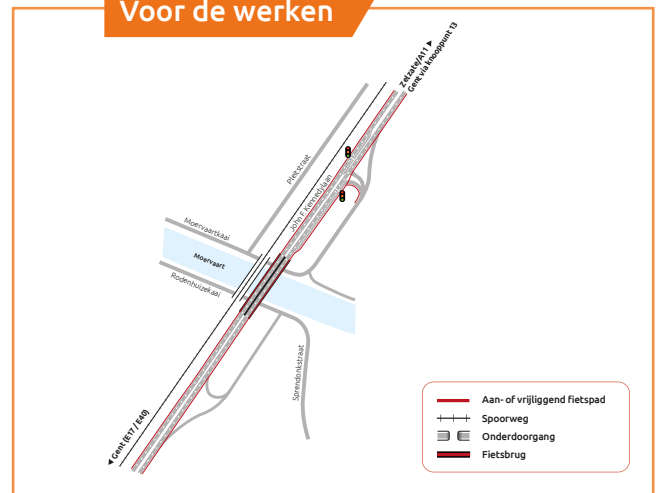 Voor de werken
Zelzate/A11 ▶
Gent via knooppunt 13
Pleitstraat
John F. Kennedylaan
Moervaartkaai
Moervaart
Rodenhuizekaai
Sprendonkstraat
◀ Gent (E17 / E40)
Aan- of vrijliggend fietspad
Spoorweg
Onderdoorgang
Fietsbrug